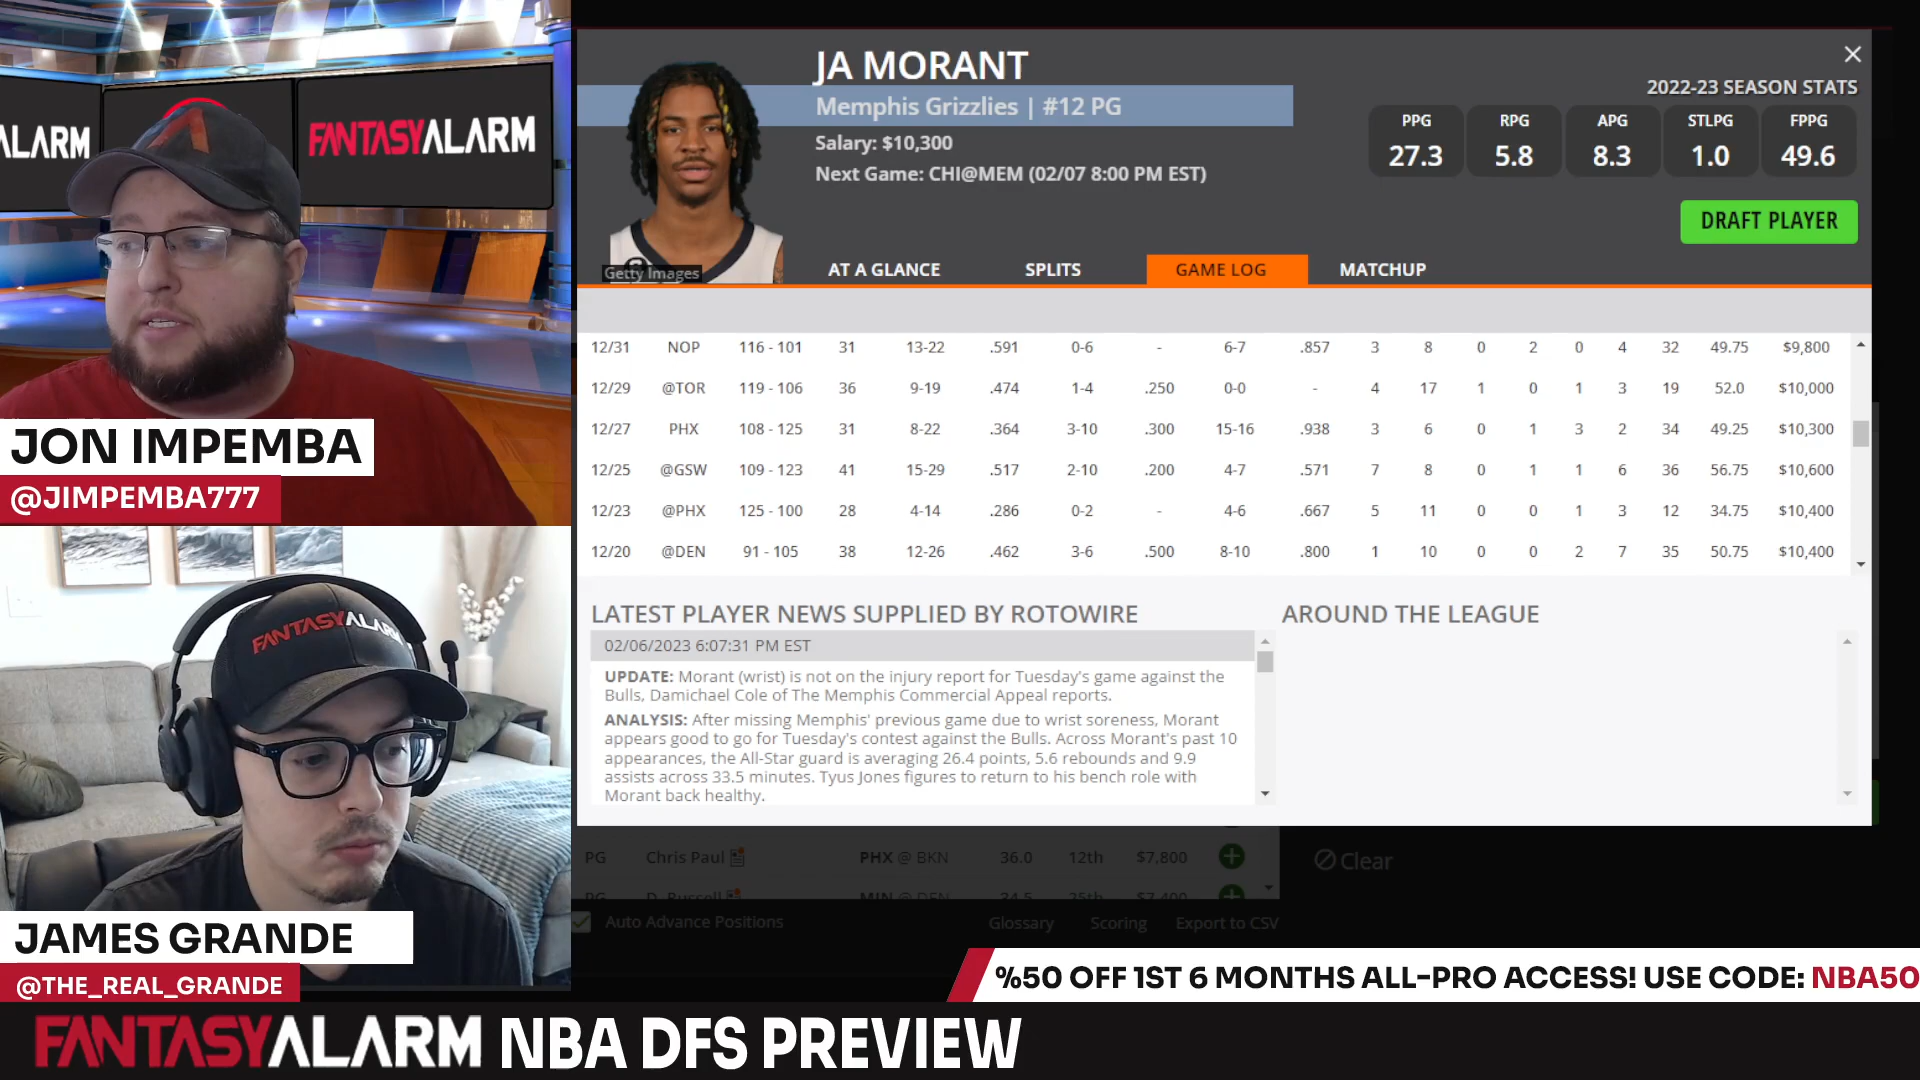 ALARM
FANTASYALARM
JON IMPEMBA
@JIMPEMBA777
FANTASYALARM
JAMES GRANDE
@THE_REAL_GRANDE
JA MORANT
Memphis Grizzlies | #12 PG
Salary: $10,300
Next Game: CHI@MEM (02/07 8:00 PM EST)
Getty Images
2022-23 SEASON STATS
PPG RPG APG STLPG FPPG
27.3 5.8 8.3 1.0 49.6
DRAFT PLAYER
AT A GLANCE SPLITS GAME LOG MATCHUP
12/31 NOP 116 - 101 31 13-22 .591 0-6 - 6-7 .857 3 8 0 2 0 4 32 49.75 $9,800
12/29 @TOR 119 - 106 36 9-19 .474 1-4 .250 0-0 - 4 17 1 0 1 3 19 52.0 $10,000
12/27 PHX 108 - 125 31 8-22 .364 3-10 .300 15-16 .938 3 6 0 1 3 2 34 49.25 $10,300
12/25 @GSW 109 - 123 41 15-29 .517 2-10 .200 4-7 .571 7 8 0 1 1 6 36 56.75 $10,600
12/23 @PHX 125 - 100 28 4-14 .286 0-2 - 4-6 .667 5 11 0 0 1 3 12 34.75 $10,400
12/20 @DEN 91 - 105 38 12-26 .462 3-6 .500 8-10 .800 1 10 0 0 2 7 35 50.75 $10,400
LATEST PLAYER NEWS SUPPLIED BY ROTOWIRE
02/06/2023 6:07:31 PM EST
UPDATE: Morant (wrist) is not on the injury report for Tuesday's game against the
Bulls, Damichael Cole of The Memphis Commercial Appeal reports.
ANALYSIS: After missing Memphis' previous game due to wrist soreness, Morant
appears good to go for Tuesday's contest against the Bulls. Across Morant's past 10
appearances, the All-Star guard is averaging 26.4 points, 5.6 rebounds and 9.9
assists across 33.5 minutes. Tyus Jones figures to return to his bench role with
Morant back healthy.
AROUND THE LEAGUE
PG Chris Paul PHX @ BKN 36.0 12th $7,800
PG D. Russell MIN @ DEN 34.5 25th $7,400
Clear
Auto Advance Positions Glossary Scoring Export to CSV
%50 OFF 1ST 6 MONTHS ALL-PRO ACCESS! USE CODE: NBA50
FANTASYALARM NBA DFS PREVIEW